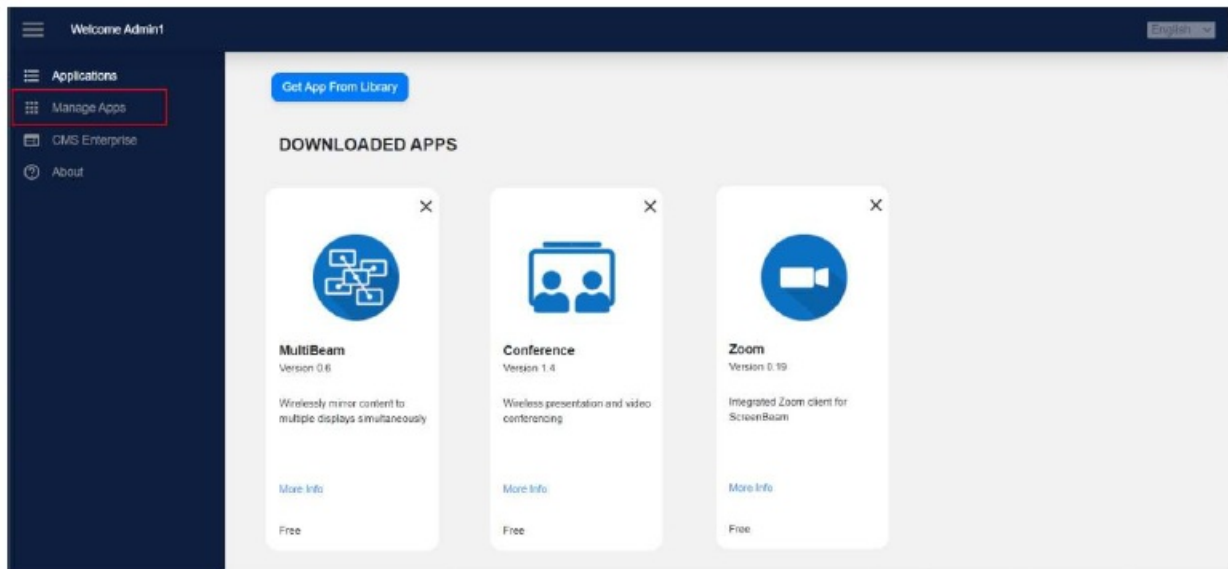 Welcome Admin1
English
Applications
Manage Apps
CMS Enterprise
About
Get App From Library
DOWNLOADED APPS
MultiBeam
Version 0.6
Wirelessly mirror content to
multiple displays simultaneously
More Info
Free
Conference
Version 1.4
Wireless presentation and video
conferencing
More Info
Free
Zoom
Version 0.19
Integrated Zoom client for
ScreenBeam
More Info
Free